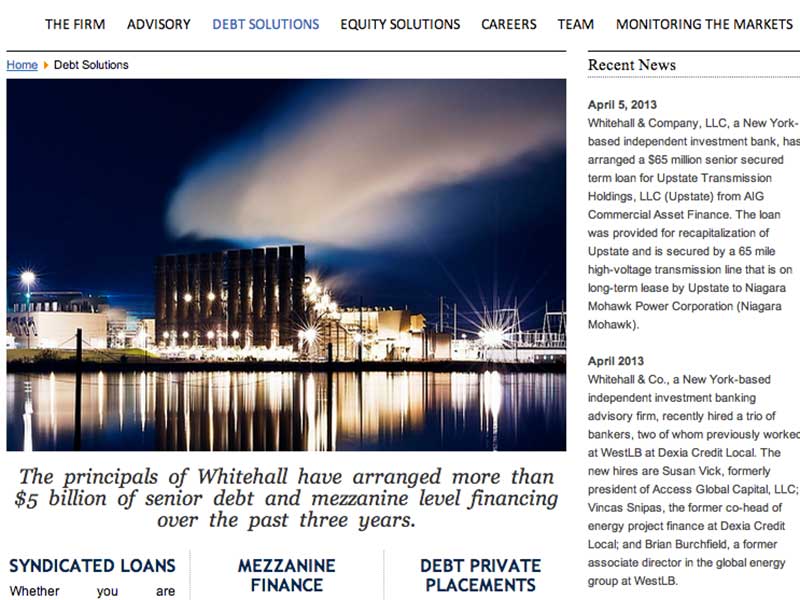 THE FIRM ADVISORY DEBT SOLUTIONS EQUITY SOLUTIONS CAREERS TEAM MONITORING THE MARKETS
Home Debt Solutions
The principals of Whitehall have arranged more than
$5 billion of senior debt and mezzanine level financing
over the past three years.
SYNDICATED LOANS
Whether you are
MEZZANINE
FINANCE
DEBT PRIVATE
PLACEMENTS
Recent News
April 5, 2013
Whitehall & Company, LLC, a New York-
based independent investment bank, has
arranged a $65 million senior secured
term loan for Upstate Transmission
Holdings, LLC (Upstate) from AIG
Commercial Asset Finance. The loan
was provided for recapitalization of
Upstate and is secured by a 65 mile
high-voltage transmission line that is on
long-term lease by Upstate to Niagara
Mohawk Power Corporation (Niagara
Mohawk).
April 2013
Whitehall & Co., a New York-based
independent investment banking
advisory firm, recently hired a trio of
bankers, two of whom previously worked
at WestLB at Dexia Credit Local. The
new hires are Susan Vick, formerly
president of Access Global Capital, LLC;
Vincas Snipas, the former co-head of
energy project finance at Dexia Credit
Local; and Brian Burchfield, a former
associate director in the global energy
group at WestLB.